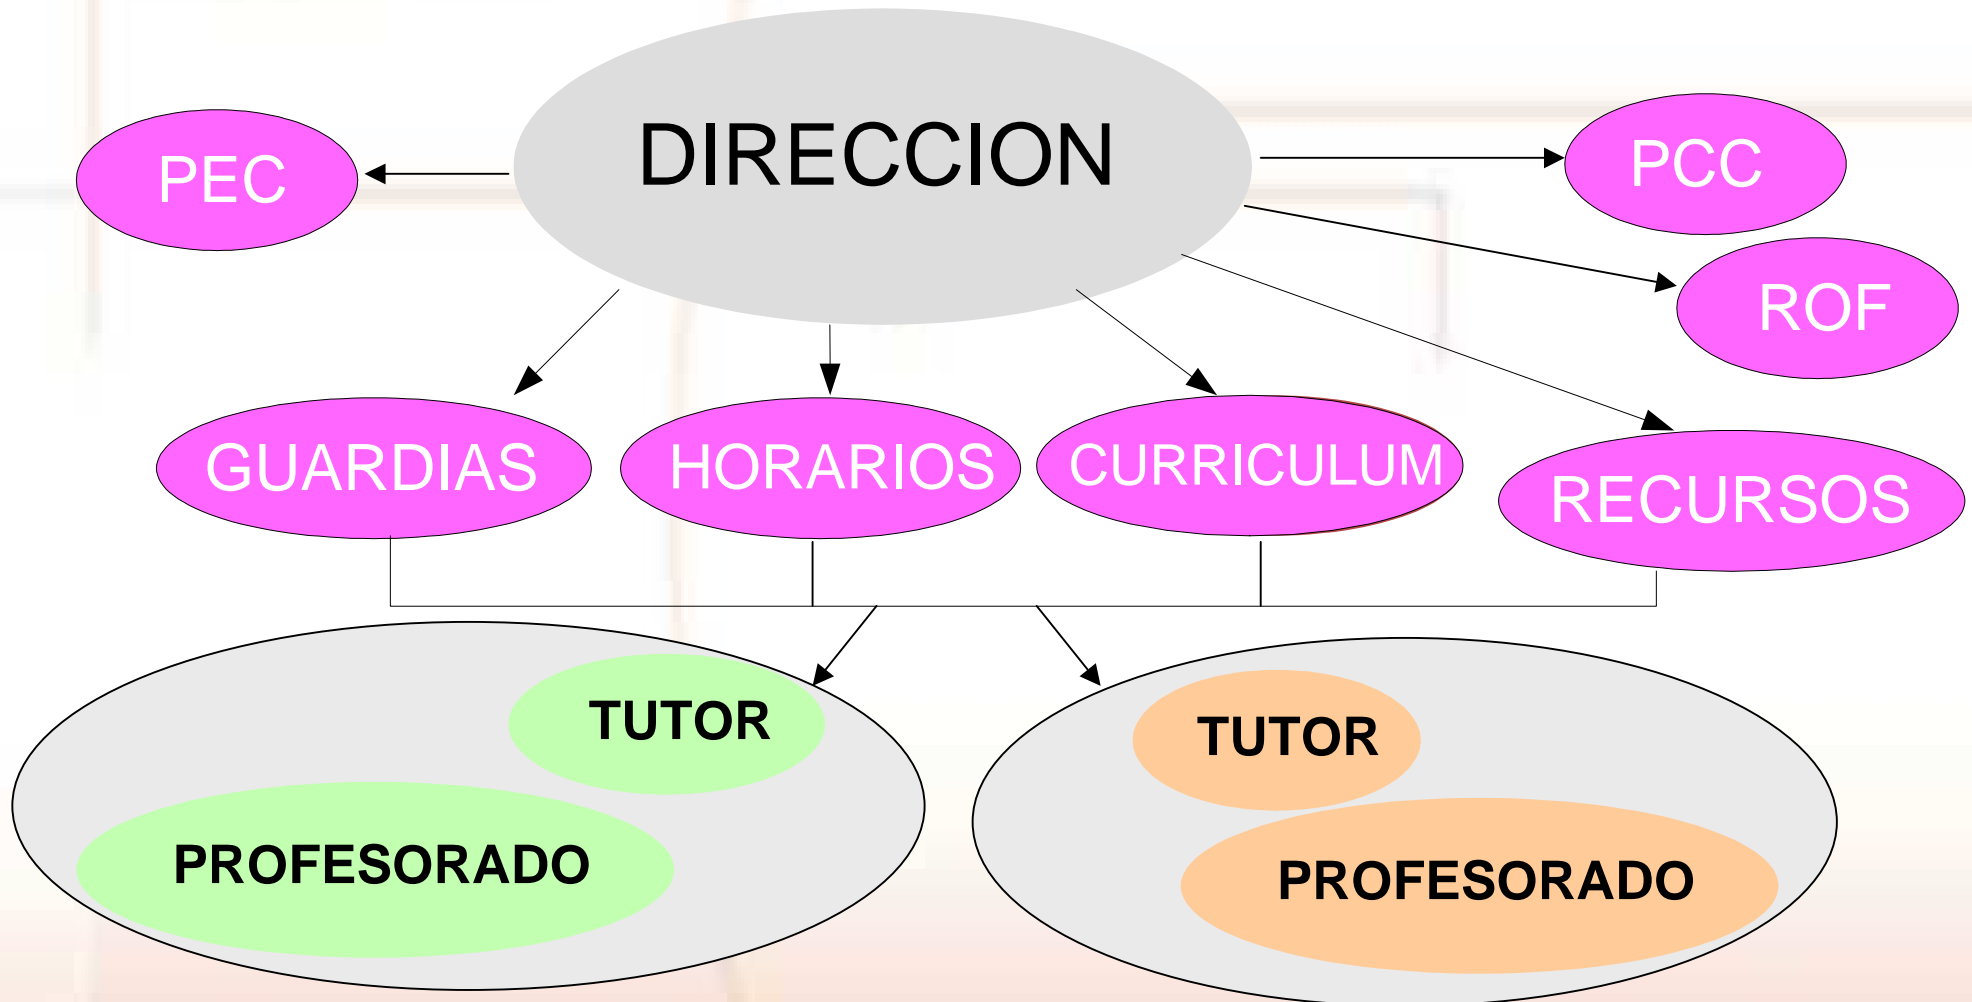 DIRECCION
PEC
PCC
ROF
GUARDIAS
HORARIOS
CURRICULUM
RECURSOS
TUTOR
PROFESORADO
TUTOR
PROFESORADO